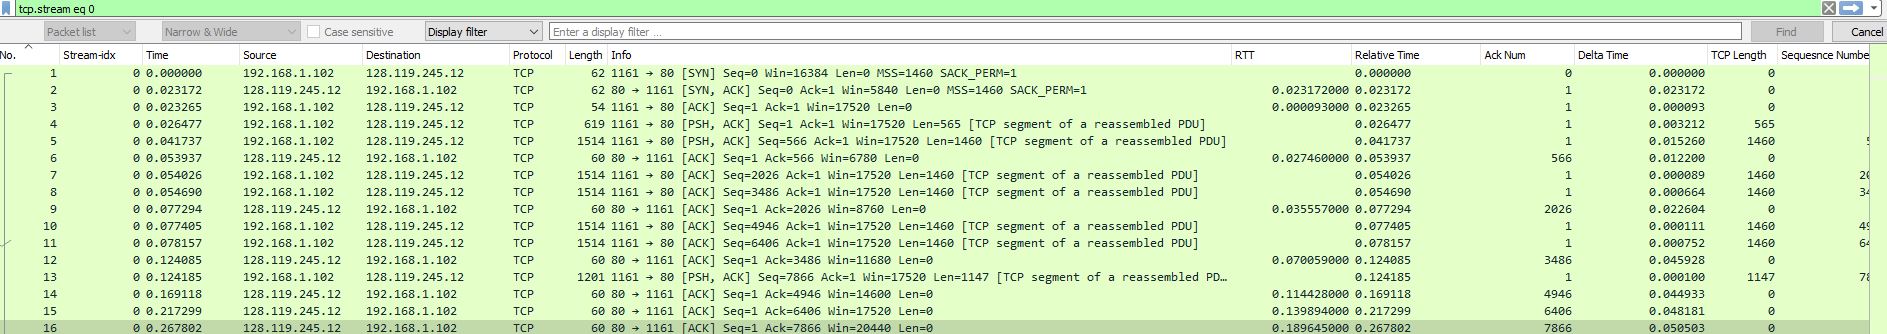 tcp.stream eq 0
Packet list Narrow & Wide Case sensitive Display filter Enter a display filter ... Find Cancel
No. Stream-idx Time Source Destination Protocol Length Info RTT Relative Time Ack Num Delta Time TCP Length Sequesnce Numbe
1 0 0.000000 192.168.1.102 128.119.245.12 TCP 62 1161 → 80 [SYN] Seq=0 Win=16384 Len=0 MSS=1460 SACK_PERM=1 0.000000 0 0.000000 0
2 0 0.023172 128.119.245.12 192.168.1.102 TCP 62 80 → 1161 [SYN, ACK] Seq=0 Ack=1 Win=5840 Len=0 MSS=1460 SACK_PERM=1 0.023172000 0.023172 1 0.023172 0
3 0 0.023265 192.168.1.102 128.119.245.12 TCP 54 1161 → 80 [ACK] Seq=1 Ack=1 Win=17520 Len=0 0.000093000 0.023265 1 0.000093 0
4 0 0.026477 192.168.1.102 128.119.245.12 TCP 619 1161 → 80 [PSH, ACK] Seq=1 Ack=1 Win=17520 Len=565 [TCP segment of a reassembled PDU] 0.026477 1 0.003212 565
5 0 0.041737 192.168.1.102 128.119.245.12 TCP 1514 1161 → 80 [PSH, ACK] Seq=566 Ack=1 Win=17520 Len=1460 [TCP segment of a reassembled PDU] 0.041737 1 0.015260 1460
6 0 0.053937 128.119.245.12 192.168.1.102 TCP 60 80 → 1161 [ACK] Seq=1 Ack=566 Win=6780 Len=0 0.027460000 0.053937 566 0.012200 0
7 0 0.054026 192.168.1.102 128.119.245.12 TCP 1514 1161 → 80 [ACK] Seq=2026 Ack=1 Win=17520 Len=1460 [TCP segment of a reassembled PDU] 0.054026 1 0.000089 1460 20
8 0 0.054690 192.168.1.102 128.119.245.12 TCP 1514 1161 → 80 [ACK] Seq=3486 Ack=1 Win=17520 Len=1460 [TCP segment of a reassembled PDU] 0.054690 1 0.000664 1460 34
9 0 0.077294 128.119.245.12 192.168.1.102 TCP 60 80 → 1161 [ACK] Seq=1 Ack=2026 Win=8760 Len=0 0.035557000 0.077294 2026 0.022604 0
10 0 0.077405 192.168.1.102 128.119.245.12 TCP 1514 1161 → 80 [ACK] Seq=4946 Ack=1 Win=17520 Len=1460 [TCP segment of a reassembled PDU] 0.077405 1 0.000111 1460 49
11 0 0.078157 192.168.1.102 128.119.245.12 TCP 1514 1161 → 80 [ACK] Seq=6406 Ack=1 Win=17520 Len=1460 [TCP segment of a reassembled PDU] 0.078157 1 0.000752 1460 64
12 0 0.124085 128.119.245.12 192.168.1.102 TCP 60 80 → 1161 [ACK] Seq=1 Ack=3486 Win=11680 Len=0 0.070059000 0.124085 3486 0.045928 0
13 0 0.124185 192.168.1.102 128.119.245.12 TCP 1201 1161 → 80 [PSH, ACK] Seq=7866 Ack=1 Win=17520 Len=1147 [TCP segment of a reassembled PD… 0.124185 1 0.000100 1147 78
14 0 0.169118 128.119.245.12 192.168.1.102 TCP 60 80 → 1161 [ACK] Seq=1 Ack=4946 Win=14600 Len=0 0.114428000 0.169118 4946 0.044933 0
15 0 0.217299 128.119.245.12 192.168.1.102 TCP 60 80 → 1161 [ACK] Seq=1 Ack=6406 Win=17520 Len=0 0.139894000 0.217299 6406 0.048181 0
16 0 0.267802 128.119.245.12 192.168.1.102 TCP 60 80 → 1161 [ACK] Seq=1 Ack=7866 Win=20440 Len=0 0.189645000 0.267802 7866 0.050503 0